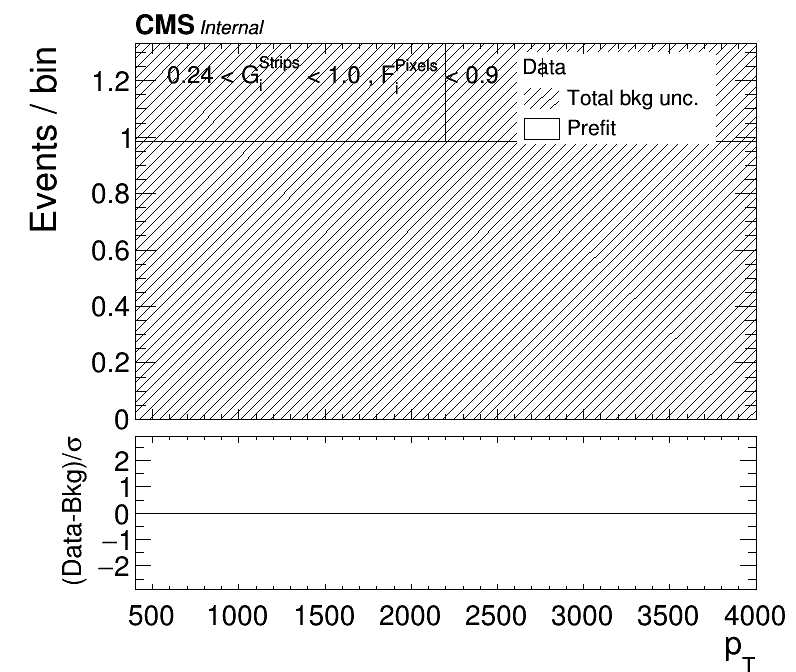 CMS Internal
0.24 < G_i^Strips < 1.0 , F_i^Pixels < 0.9
Data
Total bkg unc.
Prefit
Events / bin
1.2
1
0.8
0.6
0.4
0.2
0
(Data-Bkg)/σ
2
1
0
−1
−2
500 1000 1500 2000 2500 3000 3500 4000
p_T